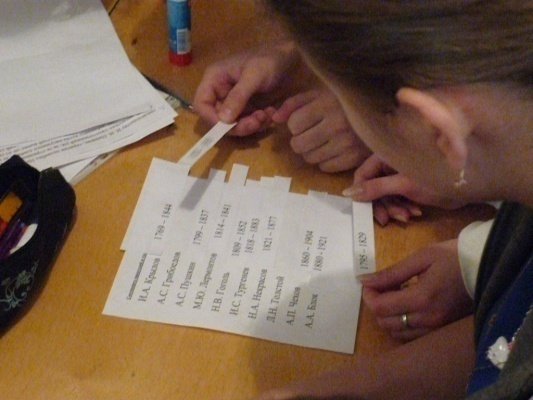 И.А. Крылов 1769 – 1844
А.С. Грибоедов
А.С. Пушкин 1799 – 1837
М.Ю. Лермонтов 1814 – 1841
Н.В. Гоголь 1809 – 1852
И.С. Тургенев 1818 – 1883
Н.А. Некрасов 1821 – 1877
Л.Н. Толстой
А.П. Чехов 1860 – 1904
А.А. Блок 1880 – 1921
1795 – 1829